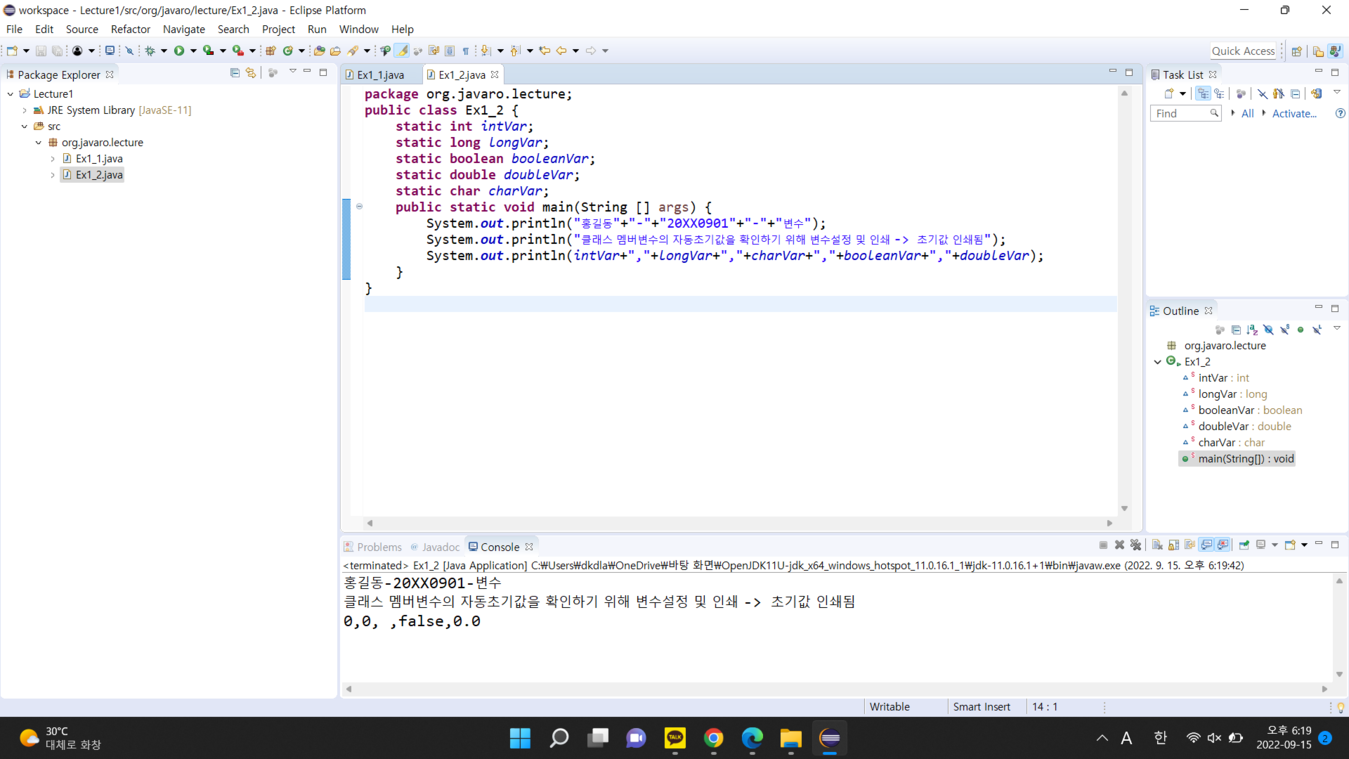 workspace - Lecture1/src/org/javaro/lecture/Ex1_2.java - Eclipse Platform
File Edit Source Refactor Navigate Search Project Run Window Help
Quick Access
Package Explorer
Lecture1
JRE System Library [JavaSE-11]
src
org.javaro.lecture
Ex1_1.java
Ex1_2.java
Ex1_1.java Ex1_2.java
package org.javaro.lecture;
public class Ex1_2 {
static int intVar;
static long longVar;
static boolean booleanVar;
static double doubleVar;
static char charVar;
public static void main(String [] args) {
System.out.println("홍길동"+"-"+"20XX0901"+"-"+"변수");
System.out.println("클래스 멤버변수의 자동초기값을 확인하기 위해 변수설정 및 인쇄 -> 초기값 인쇄됨");
System.out.println(intVar+","+longVar+","+charVar+","+booleanVar+","+doubleVar);
}
}
Task List
Find All Activate...
Outline
org.javaro.lecture
Ex1_2
intVar : int
longVar : long
booleanVar : boolean
doubleVar : double
charVar : char
main(String[]) : void
Problems Javadoc Console
<terminated> Ex1_2 [Java Application] C:₩Users₩dkdla₩OneDrive₩바탕 화면₩OpenJDK11U-jdk_x64_windows_hotspot_11.0.16.1_1₩jdk-11.0.16.1+1₩bin₩javaw.exe (2022. 9. 15. 오후 6:19:42)
홍길동-20XX0901-변수
클래스 멤버변수의 자동초기값을 확인하기 위해 변수설정 및 인쇄 -> 초기값 인쇄됨
0,0, ,false,0.0
Writable Smart Insert 14 : 1
30°C
대체로 화창
TALK
A 한
오후 6:19
2022-09-15
2